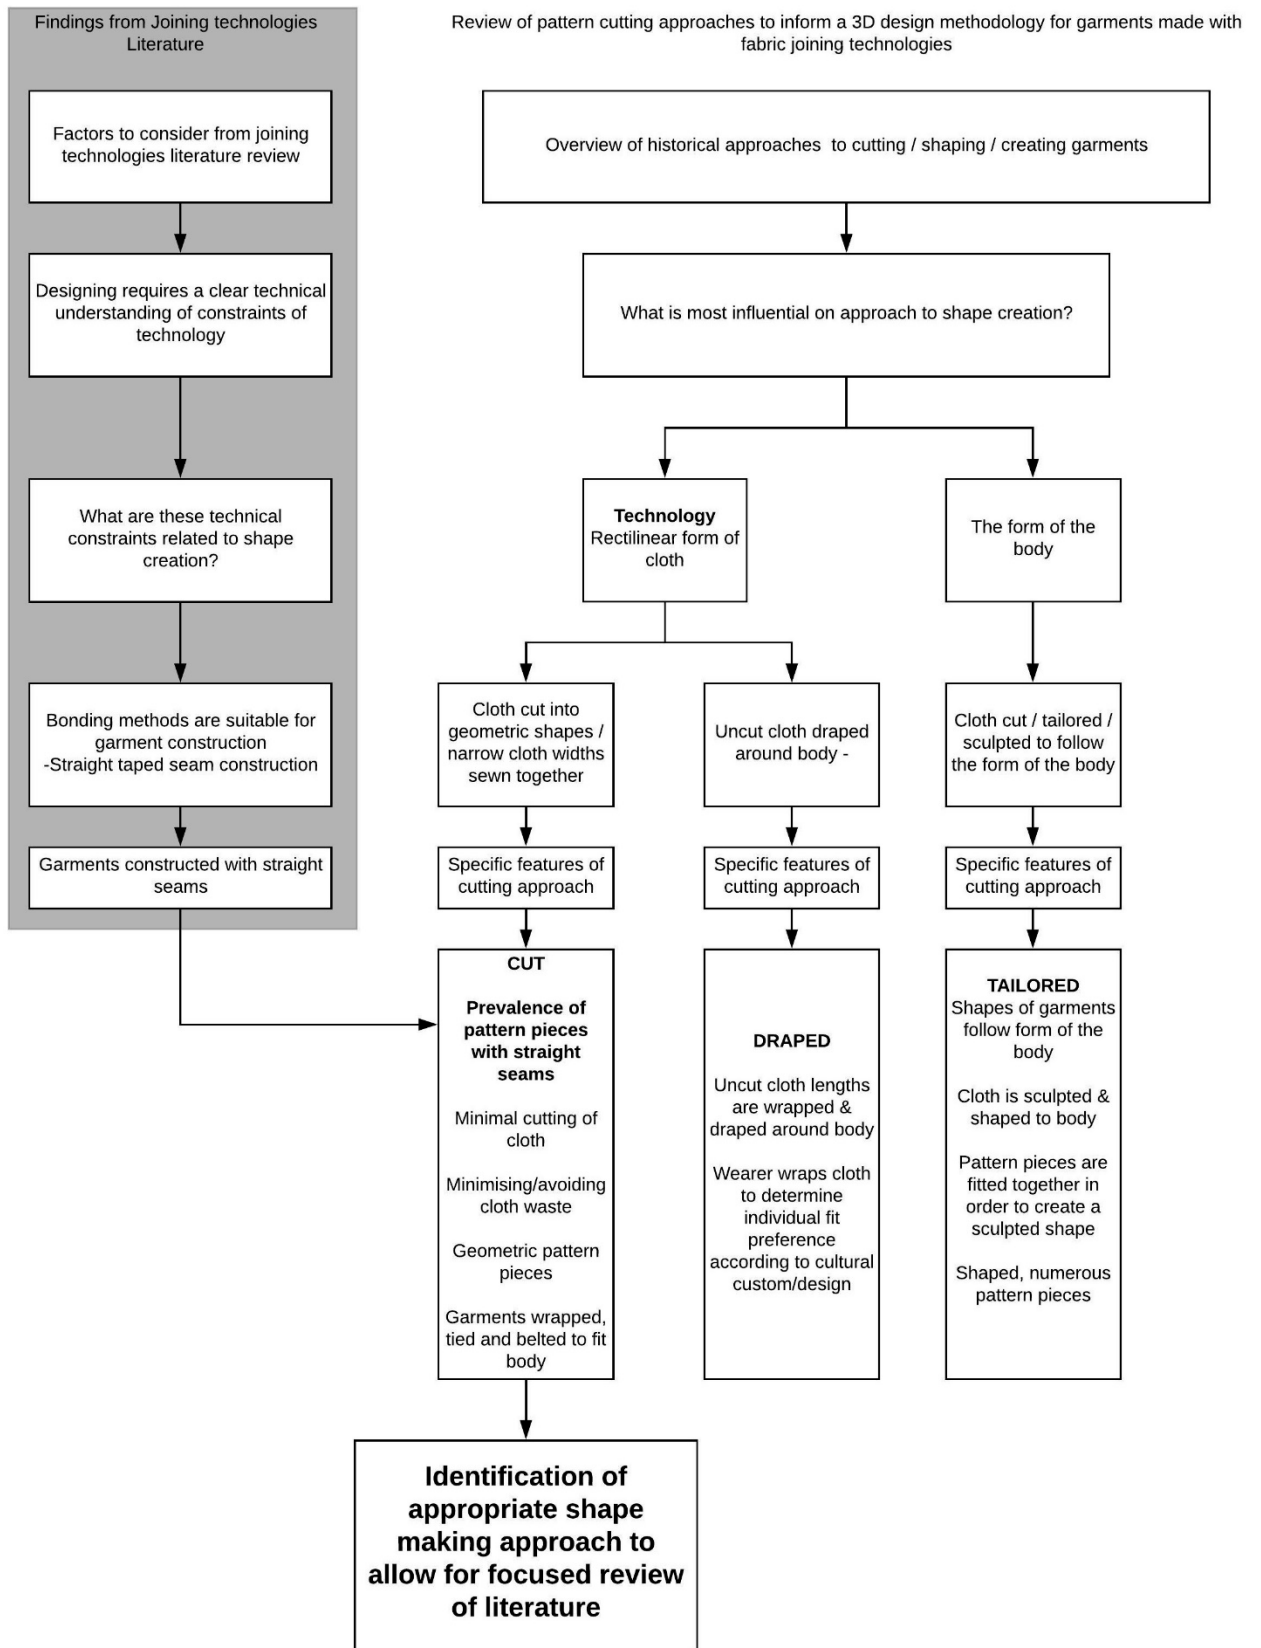 Findings from Joining technologies
Literature
Factors to consider from joining
technologies literature review
Designing requires a clear technical
understanding of constraints of
technology
What are these technical
constraints related to shape
creation?
Bonding methods are suitable for
garment construction
-Straight taped seam construction
Garments constructed with straight
seams
Review of pattern cutting approaches to inform a 3D design methodology for garments made with
fabric joining technologies
Overview of historical approaches to cutting / shaping / creating garments
What is most influential on approach to shape creation?
Technology
Rectilinear form of
cloth
The form of the
body
Cloth cut into
geometric shapes /
narrow cloth widths
sewn together
Uncut cloth draped
around body -
Cloth cut / tailored /
sculpted to follow
the form of the body
Specific features of
cutting approach
Specific features of
cutting approach
Specific features of
cutting approach
CUT
Prevalence of
pattern pieces
with straight
seams
Minimal cutting of
cloth
Minimising/avoiding
cloth waste
Geometric pattern
pieces
Garments wrapped,
tied and belted to fit
body
DRAPED
Uncut cloth lengths
are wrapped &
draped around body
Wearer wraps cloth
to determine
individual fit
preference
according to cultural
custom/design
TAILORED
Shapes of garments
follow form of the
body
Cloth is sculpted &
shaped to body
Pattern pieces are
fitted together in
order to create a
sculpted shape
Shaped, numerous
pattern pieces
Identification of
appropriate shape
making approach to
allow for focused review
of literature